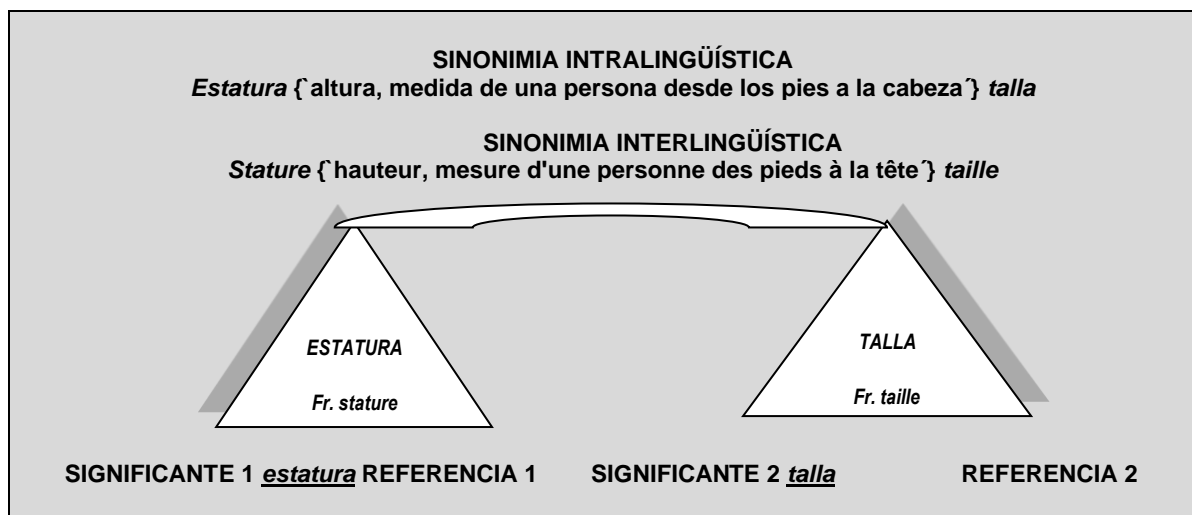 SINONIMIA INTRALINGÜÍSTICA
Estatura {`altura, medida de una persona desde los pies a la cabeza´} talla
SINONIMIA INTERLINGÜÍSTICA
Stature {`hauteur, mesure d'une personne des pieds à la tête´} taille
ESTATURA
Fr. stature
TALLA
Fr. taille
SIGNIFICANTE 1 estatura REFERENCIA 1 SIGNIFICANTE 2 talla REFERENCIA 2